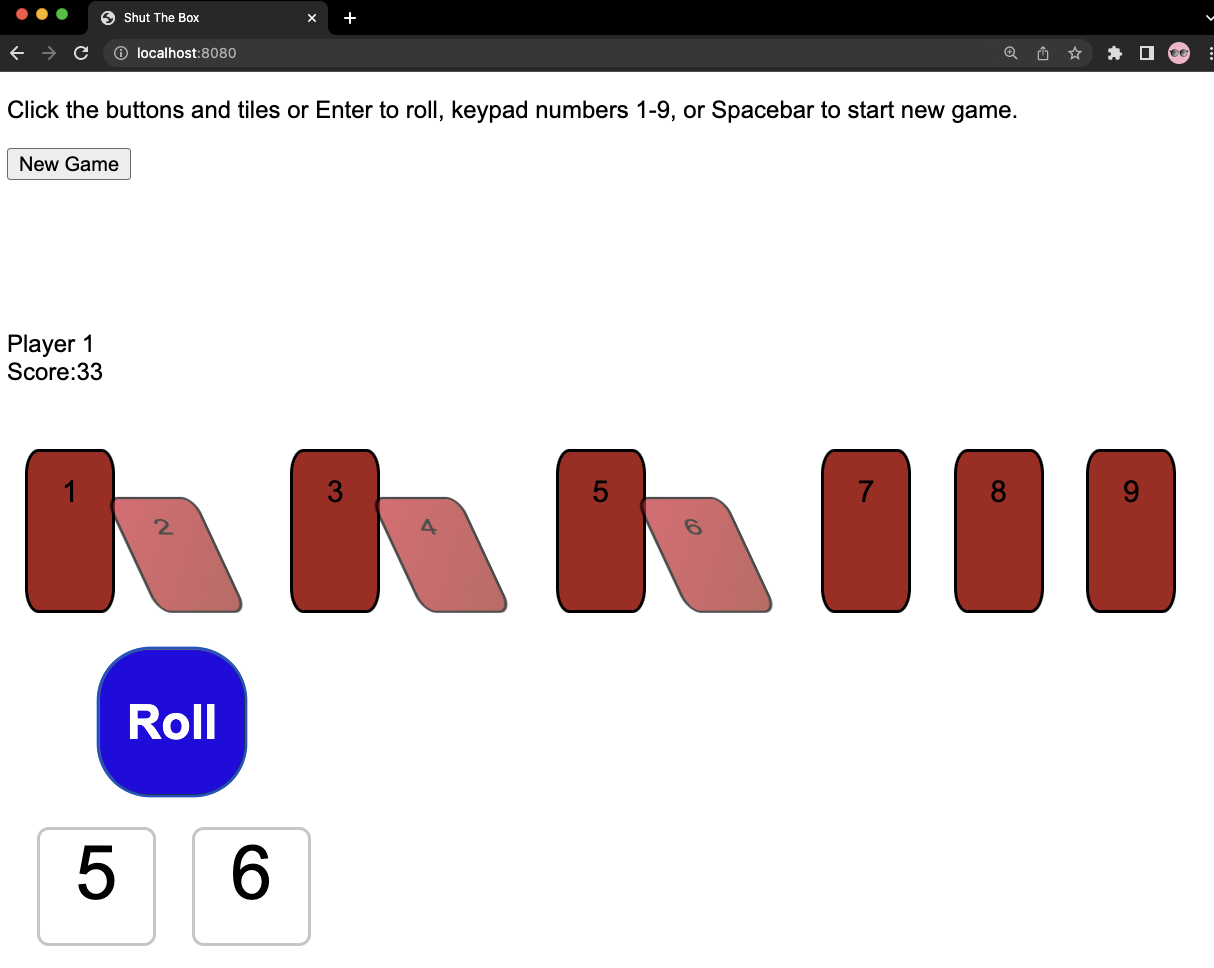 Shut The Box
localhost:8080
Click the buttons and tiles or Enter to roll, keypad numbers 1-9, or Spacebar to start new game.
New Game
Player 1
Score:33
1 2 3 4 5 6 7 8 9
Roll
5 6